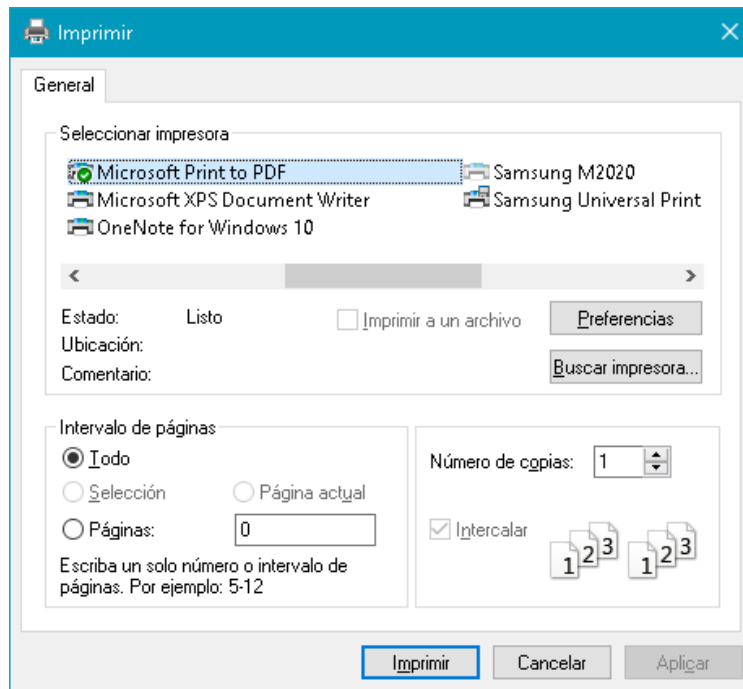 Imprimir
General
Seleccionar impresora
Microsoft Print to PDF
Samsung M2020
Microsoft XPS Document Writer
Samsung Universal Print
OneNote for Windows 10
Estado: Listo
Imprimir a un archivo
Preferencias
Ubicación:
Comentario:
Buscar impresora...
Intervalo de páginas
Todo
Selección
Página actual
Páginas: 0
Escriba un solo número o intervalo de
páginas. Por ejemplo: 5-12
Número de copias: 1
Intercalar
1 2 3 1 2 3
Imprimir
Cancelar
Aplicar